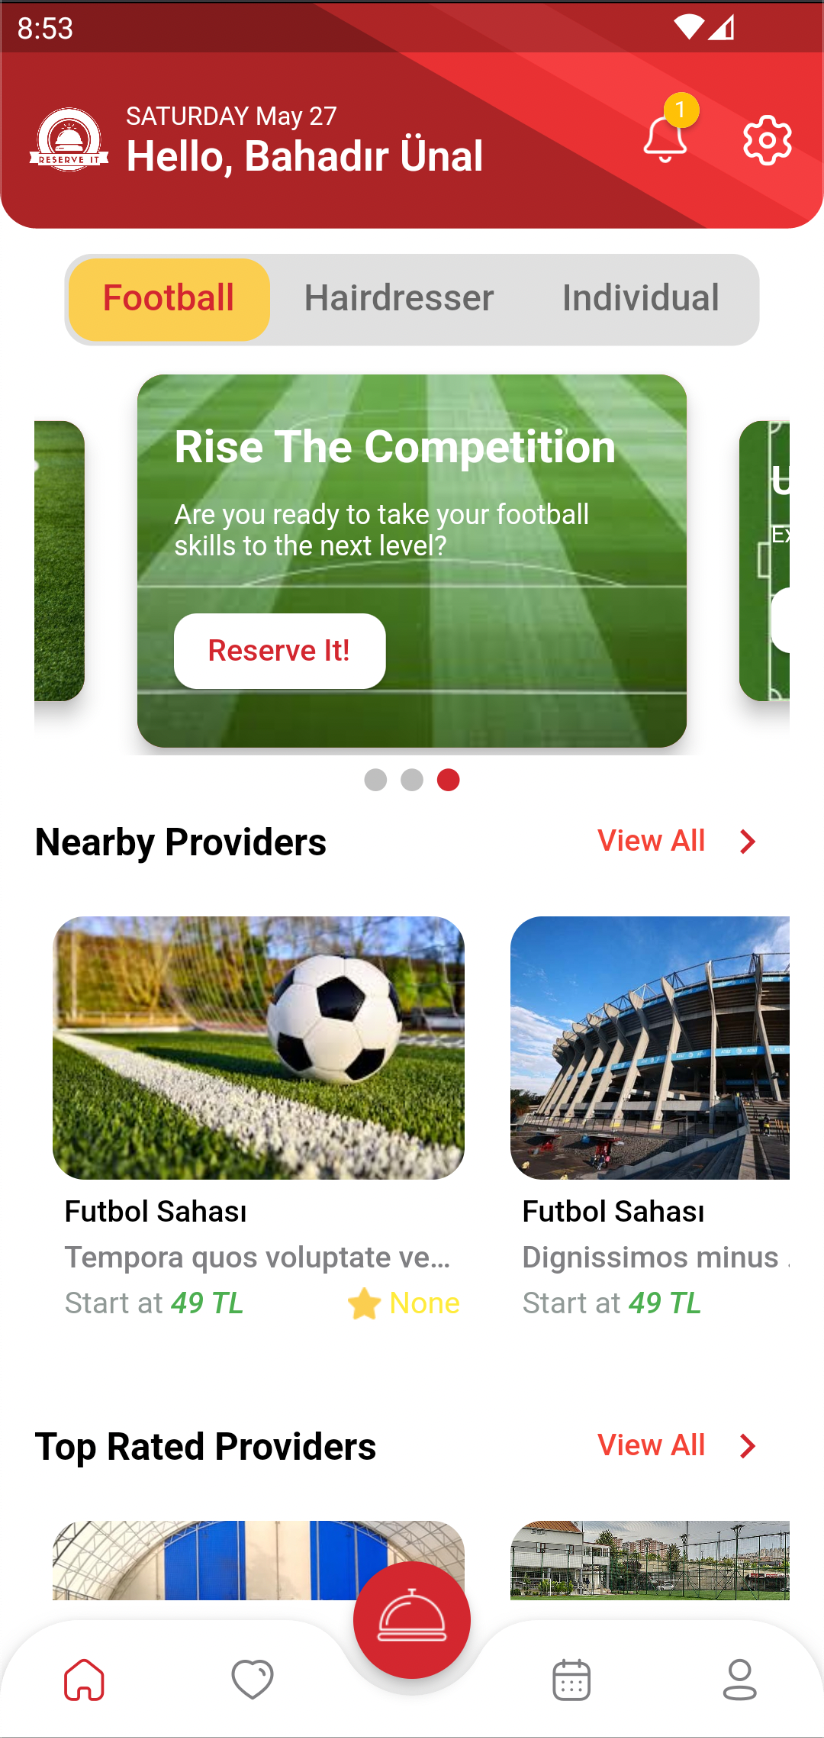 8:53
SATURDAY May 27
RESERVE IT
Hello, Bahadır Ünal
1
Football
Hairdresser
Individual
Rise The Competition
Are you ready to take your football
skills to the next level?
Reserve It!
U
Ex
Nearby Providers
View All
Futbol Sahası
Tempora quos voluptate ve...
Start at 49 TL
None
Futbol Sahası
Dignissimos minus .
Start at 49 TL
Top Rated Providers
View All